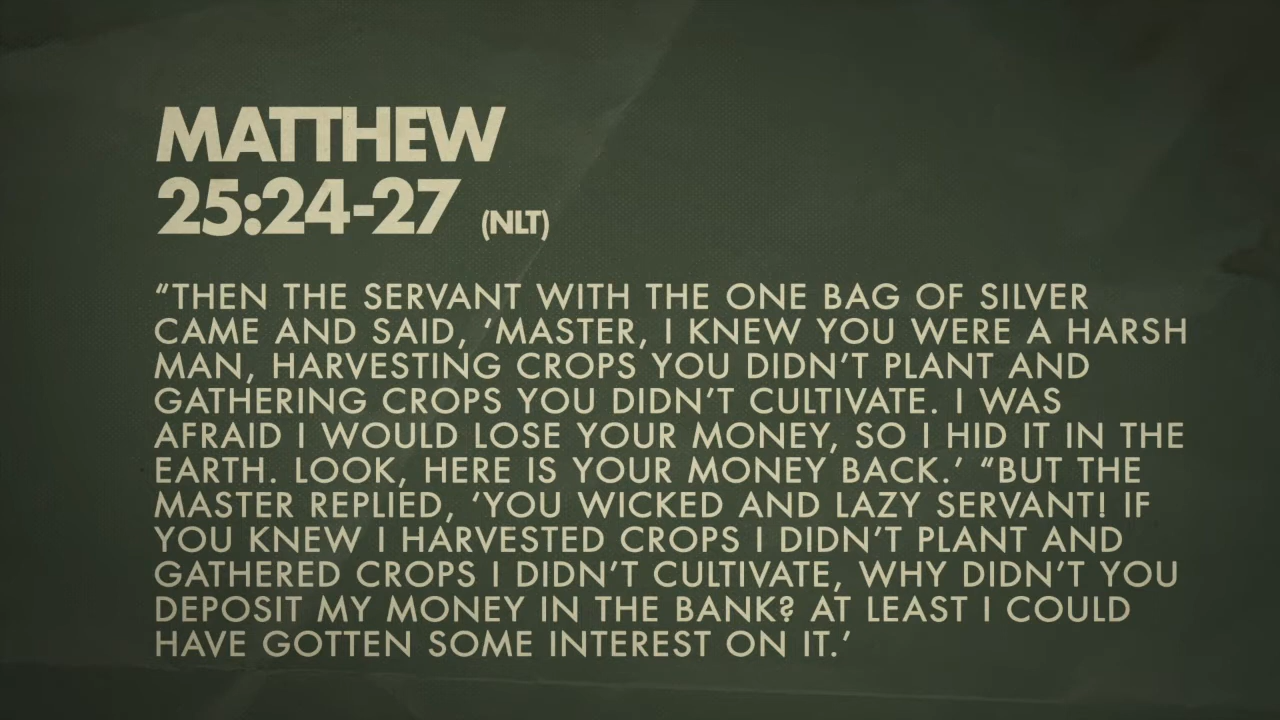 MATTHEW
25:24-27 (NLT)
“THEN THE SERVANT WITH THE ONE BAG OF SILVER
CAME AND SAID, ‘MASTER, I KNEW YOU WERE A HARSH
MAN, HARVESTING CROPS YOU DIDN’T PLANT AND
GATHERING CROPS YOU DIDN’T CULTIVATE. I WAS
AFRAID I WOULD LOSE YOUR MONEY, SO I HID IT IN THE
EARTH. LOOK, HERE IS YOUR MONEY BACK.’ “BUT THE
MASTER REPLIED, ‘YOU WICKED AND LAZY SERVANT! IF
YOU KNEW I HARVESTED CROPS I DIDN’T PLANT AND
GATHERED CROPS I DIDN’T CULTIVATE, WHY DIDN’T YOU
DEPOSIT MY MONEY IN THE BANK? AT LEAST I COULD
HAVE GOTTEN SOME INTEREST ON IT.’